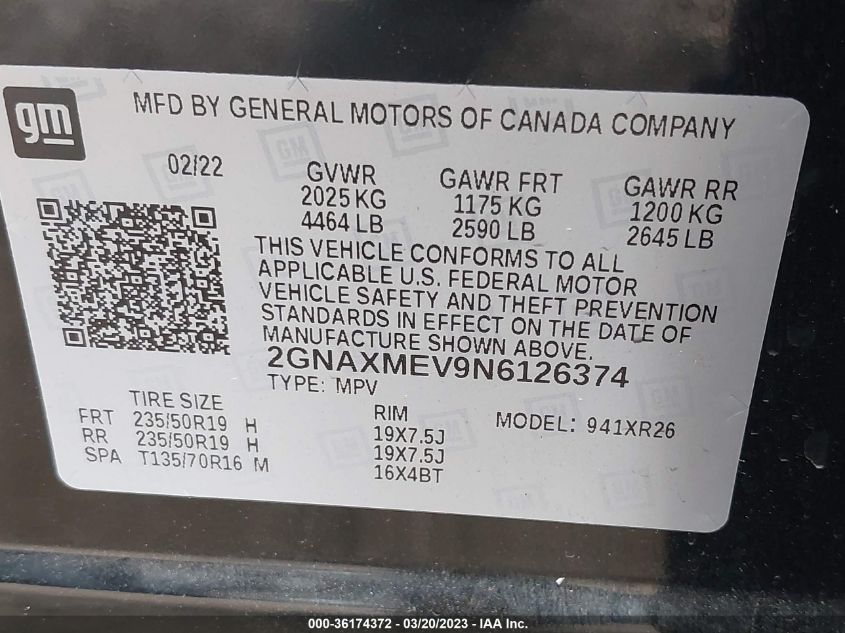 gm
MFD BY GENERAL MOTORS OF CANADA COMPANY
02/22
GVWR
2025 KG
4464 LB
GAWR FRT
1175 KG
2590 LB
GAWR RR
1200 KG
2645 LB
THIS VEHICLE CONFORMS TO ALL
APPLICABLE U.S. FEDERAL MOTOR
VEHICLE SAFETY AND THEFT PREVENTION
STANDARDS IN EFFECT ON THE DATE OF
MANUFACTURE SHOWN ABOVE.
2GNAXMEV9N6126374
TYPE: MPV
TIRE SIZE
FRT 235/50R19 H
RR 235/50R19 H
SPA T135/70R16 M
RIM
19X7.5J
19X7.5J
16X4BT
MODEL: 941XR26
000-36174372 - 03/20/2023 - IAA Inc.